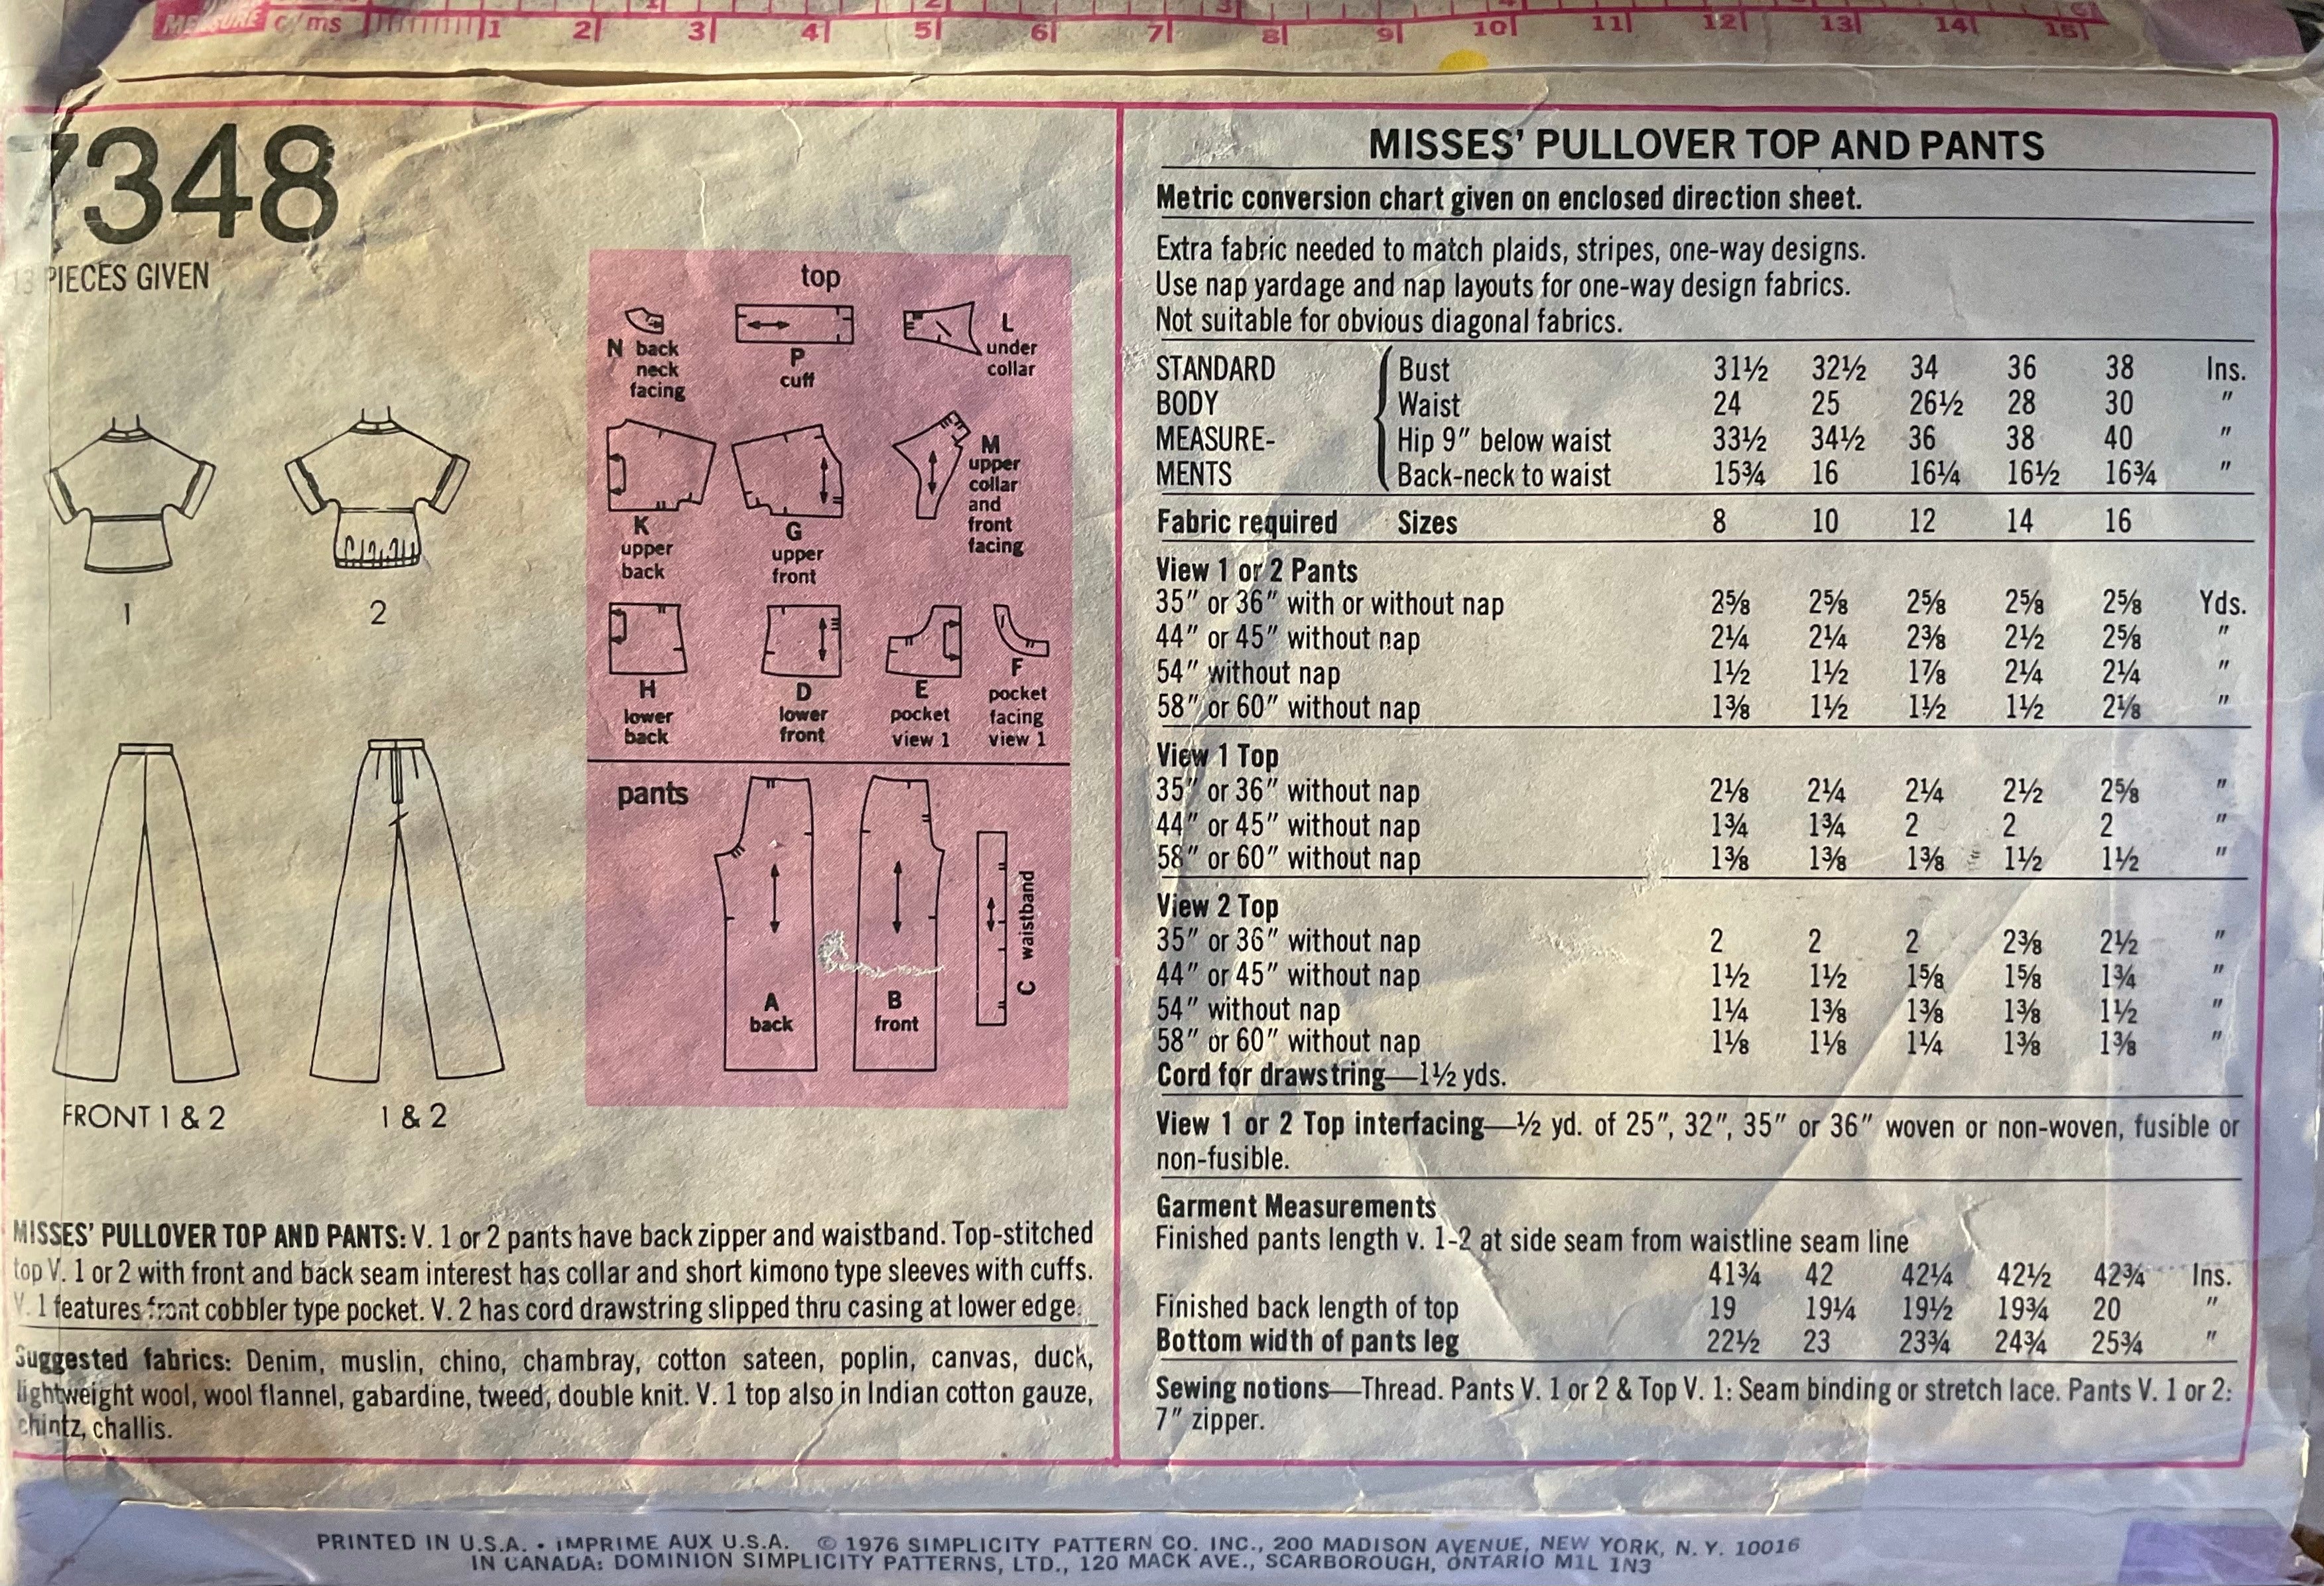 MEASURE c/ms 1 2 3 4 5 6 7 8 9 10 11 12 13 14 15
7348
13 PIECES GIVEN
1
2
FRONT 1 & 2
1 & 2
top
N back neck facing
P cuff
L under collar
K upper back
G upper front
M upper collar and front facing
H lower back
D lower front
E pocket view 1
F pocket facing view 1
pants
A back
B front
C waistband
MISSES' PULLOVER TOP AND PANTS: V. 1 or 2 pants have back zipper and waistband. Top-stitched
top V. 1 or 2 with front and back seam interest has collar and short kimono type sleeves with cuffs.
V. 1 features front cobbler type pocket. V. 2 has cord drawstring slipped thru casing at lower edge.
Suggested fabrics: Denim, muslin, chino, chambray, cotton sateen, poplin, canvas, duck,
lightweight wool, wool flannel, gabardine, tweed, double knit. V. 1 top also in Indian cotton gauze,
chintz, challis.
MISSES' PULLOVER TOP AND PANTS
Metric conversion chart given on enclosed direction sheet.
Extra fabric needed to match plaids, stripes, one-way designs.
Use nap yardage and nap layouts for one-way design fabrics.
Not suitable for obvious diagonal fabrics.
STANDARD Bust 31½ 32½ 34 36 38 Ins.
BODY Waist 24 25 26½ 28 30 "
MEASURE- Hip 9" below waist 33½ 34½ 36 38 40 "
MENTS Back-neck to waist 15¾ 16 16¼ 16½ 16¾ "
Fabric required Sizes 8 10 12 14 16
View 1 or 2 Pants
35" or 36" with or without nap 2⅝ 2⅝ 2⅝ 2⅝ 2⅝ Yds.
44" or 45" without nap 2¼ 2¼ 2⅜ 2½ 2⅝ "
54" without nap 1½ 1½ 1⅞ 2¼ 2¼ "
58" or 60" without nap 1⅜ 1½ 1½ 1½ 2⅛ "
View 1 Top
35" or 36" without nap 2⅛ 2¼ 2¼ 2½ 2⅝ "
44" or 45" without nap 1¾ 1¾ 2 2 2 "
58" or 60" without nap 1⅜ 1⅜ 1⅜ 1½ 1½ "
View 2 Top
35" or 36" without nap 2 2 2 2⅜ 2½ "
44" or 45" without nap 1½ 1½ 1⅝ 1⅝ 1¾ "
54" without nap 1¼ 1⅜ 1⅜ 1⅜ 1½ "
58" or 60" without nap 1⅛ 1⅛ 1¼ 1⅜ 1⅜ "
Cord for drawstring—1½ yds.
View 1 or 2 Top interfacing—½ yd. of 25", 32", 35" or 36" woven or non-woven, fusible or
non-fusible.
Garment Measurements
Finished pants length v. 1-2 at side seam from waistline seam line
41¾ 42 42¼ 42½ 42¾ Ins.
Finished back length of top 19 19¼ 19½ 19¾ 20 "
Bottom width of pants leg 22½ 23 23¾ 24¾ 25¾ "
Sewing notions—Thread. Pants V. 1 or 2 & Top V. 1: Seam binding or stretch lace. Pants V. 1 or 2:
7" zipper.
PRINTED IN U.S.A. • IMPRIME AUX U.S.A. © 1976 SIMPLICITY PATTERN CO. INC., 200 MADISON AVENUE, NEW YORK, N. Y. 10016
IN CANADA: DOMINION SIMPLICITY PATTERNS, LTD., 120 MACK AVE., SCARBOROUGH, ONTARIO M1L 1N3